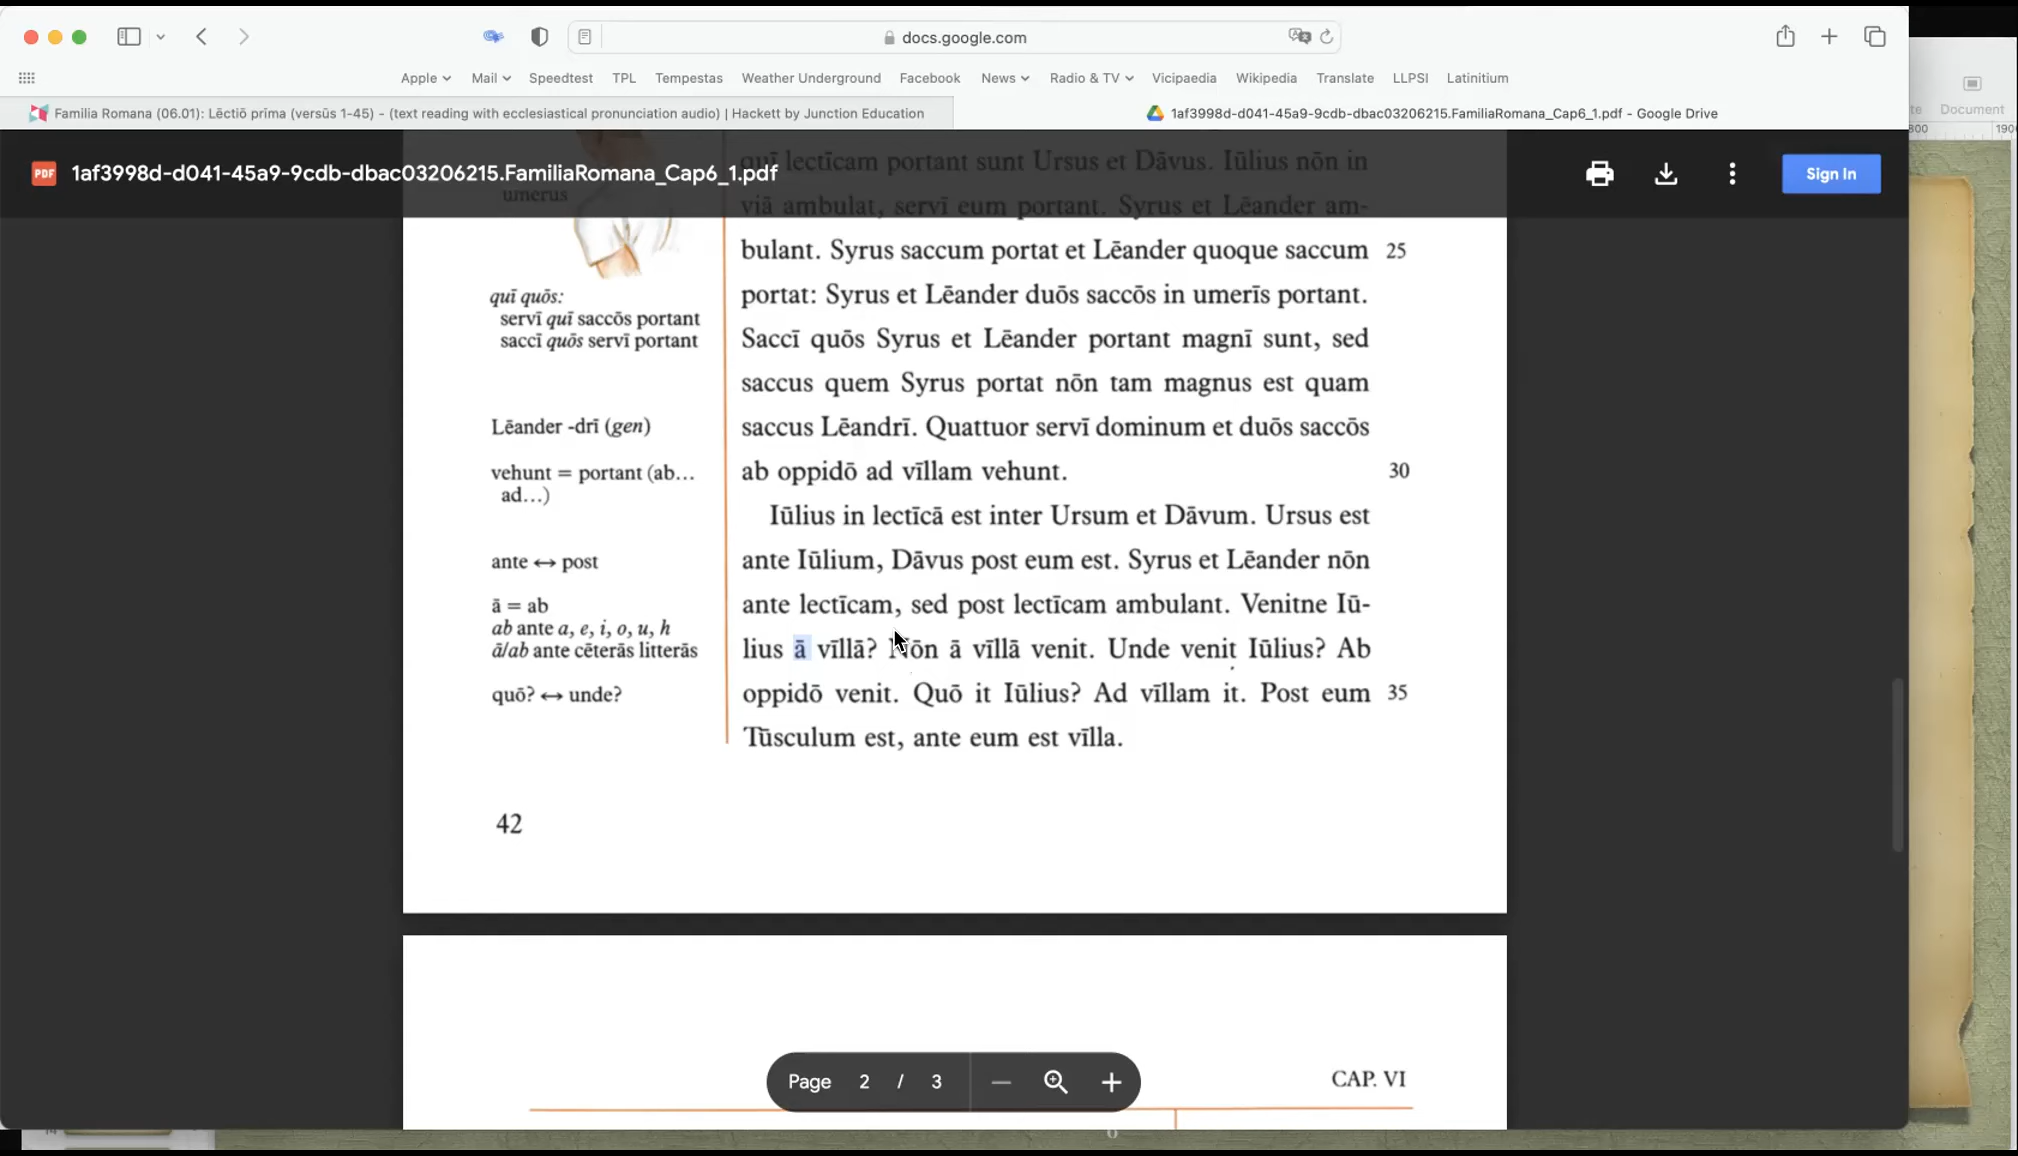 docs.google.com
Apple Mail Speedtest TPL Tempestas Weather Underground Facebook News Radio & TV Vicipaedia Wikipedia Translate LLPSI Latinitium
Familia Romana (06.01): Lēctiō prīma (versūs 1-45) - (text reading with ecclesiastical pronunciation audio) | Hackett by Junction Education
1af3998d-d041-45a9-9cdb-dbac03206215.FamiliaRomana_Cap6_1.pdf - Google Drive
Document
800 190
PDF 1af3998d-d041-45a9-9cdb-dbac03206215.FamiliaRomana_Cap6_1.pdf
Sign In
umerus
quī quōs:
servī quī saccōs portant
saccī quōs servī portant
Lēander -drī (gen)
vehunt = portant (ab...
ad...)
ante ↔ post
ā = ab
ab ante a, e, i, o, u, h
ā/ab ante cēterās litterās
quō? ↔ unde?
quī lectīcam portant sunt Ursus et Dāvus. Iūlius nōn in
viā ambulat, servī eum portant. Syrus et Lēander am-
bulant. Syrus saccum portat et Lēander quoque saccum 25
portat: Syrus et Lēander duōs saccōs in umerīs portant.
Saccī quōs Syrus et Lēander portant magnī sunt, sed
saccus quem Syrus portat nōn tam magnus est quam
saccus Lēandrī. Quattuor servī dominum et duōs saccōs
ab oppidō ad vīllam vehunt. 30
Iūlius in lectīcā est inter Ursum et Dāvum. Ursus est
ante Iūlium, Dāvus post eum est. Syrus et Lēander nōn
ante lectīcam, sed post lectīcam ambulant. Venitne Iū-
lius ā vīllā? Nōn ā vīllā venit. Unde venit Iūlius? Ab
oppidō venit. Quō it Iūlius? Ad vīllam it. Post eum 35
Tūsculum est, ante eum est vīlla.
42
CAP. VI
Page 2 / 3